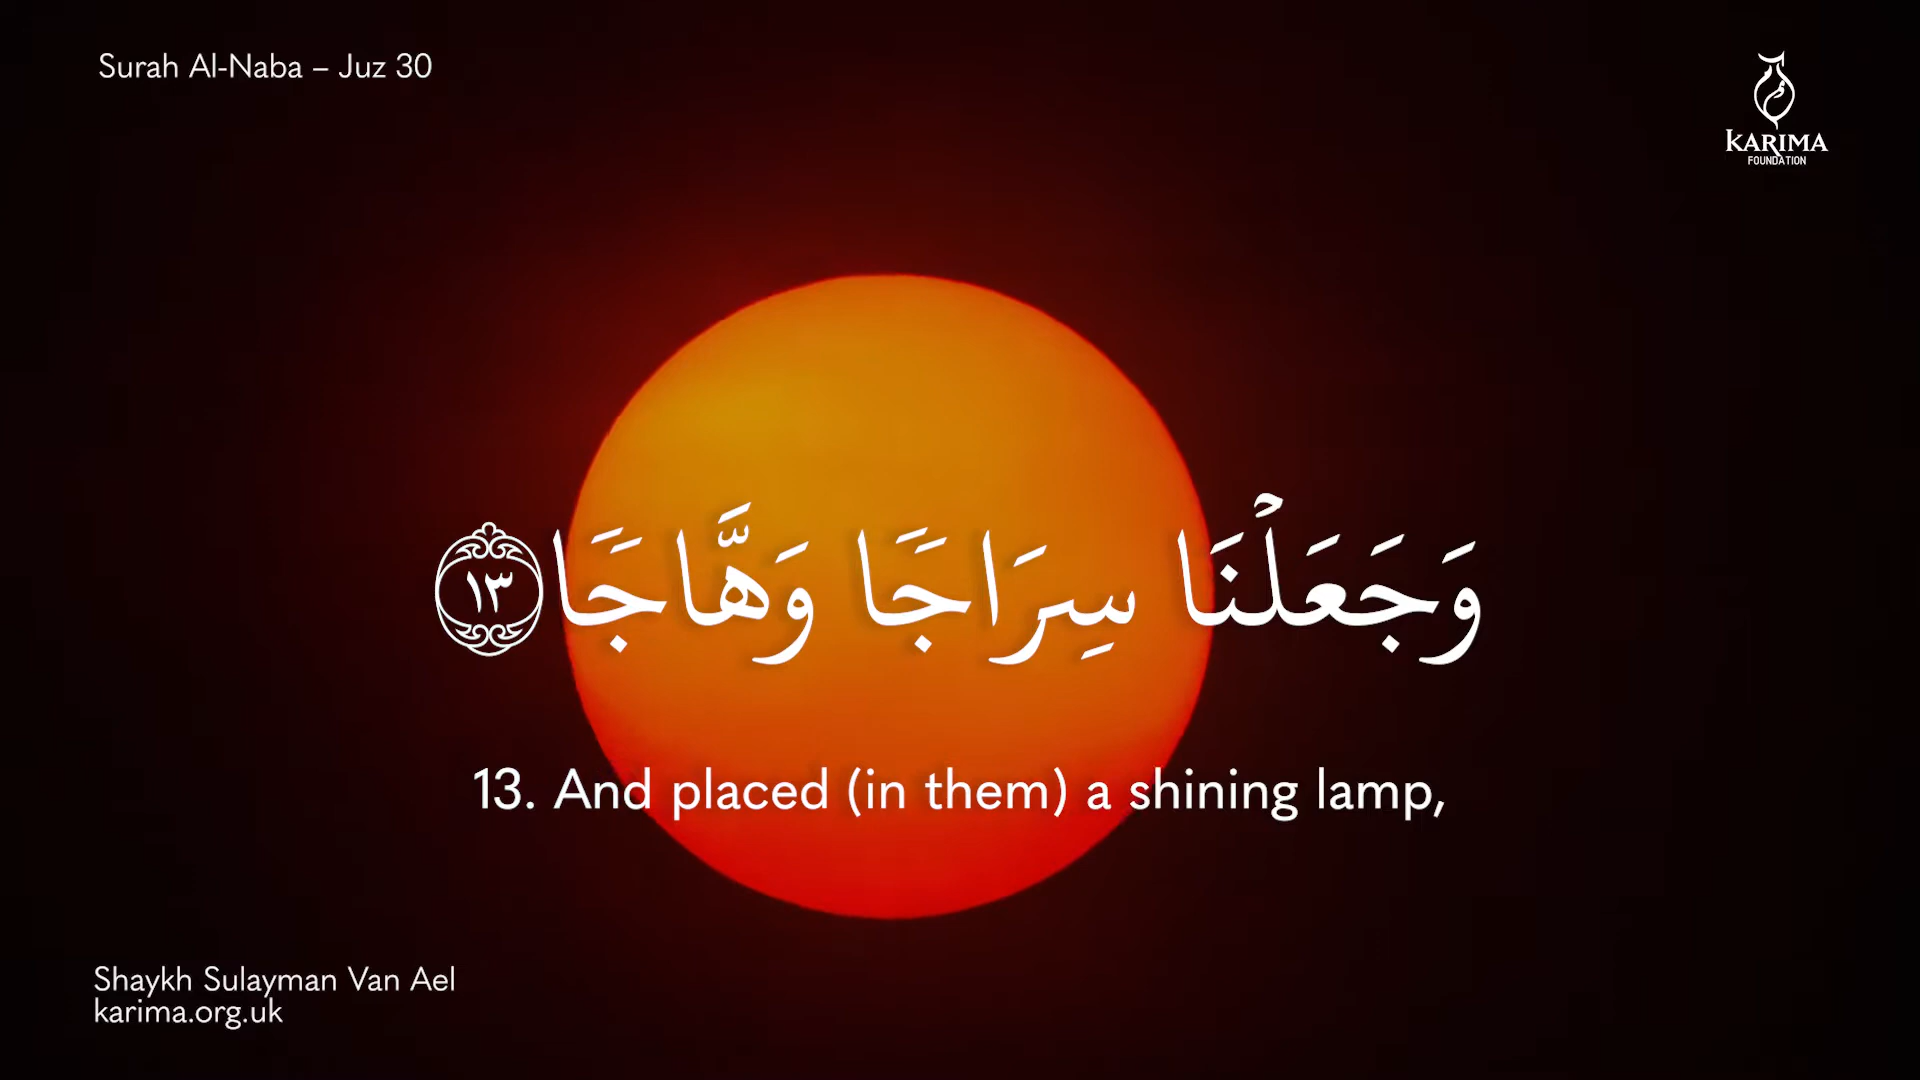 Surah Al-Naba – Juz 30
KARIMA
FOUNDATION
وَجَعَلۡنَا سِرَاجًا وَهَّاجًا ١٣
13. And placed (in them) a shining lamp,
Shaykh Sulayman Van Ael
karima.org.uk